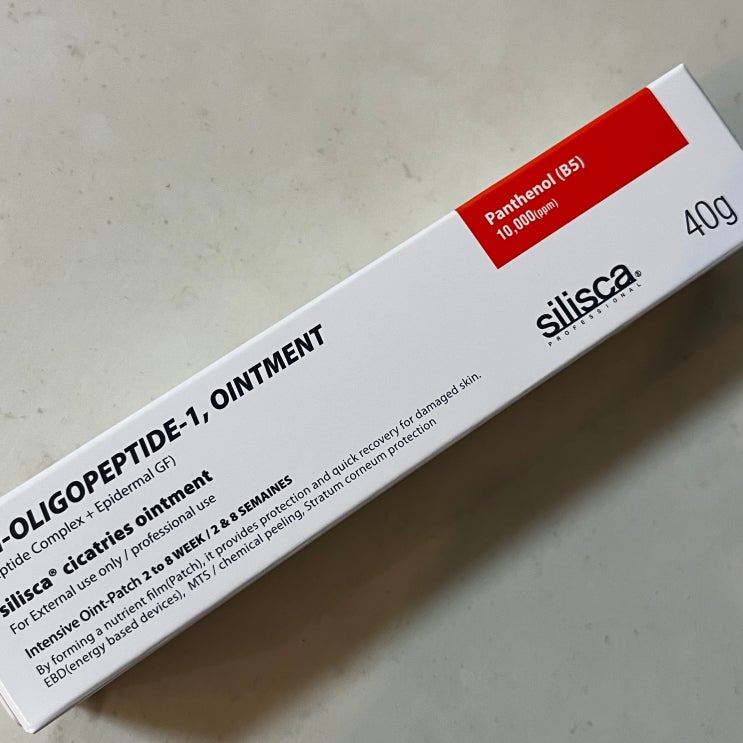 Panthenol (B5)
10,000(ppm)
40g
silisca®
PROFESSIONAL
-OLIGOPEPTIDE-1, OINTMENT
Complex + Epidermal GF)
silisca® cicatries ointment
For External use only / professional use
Intensive Oint-Patch 2 to 8 WEEK / 2 & 8 SEMAINES
By forming a nutrient film(Patch), it provides protection and quick recovery for damaged skin.
EBD(energy based devices), MTS / chemical peeling, Stratum corneum protection